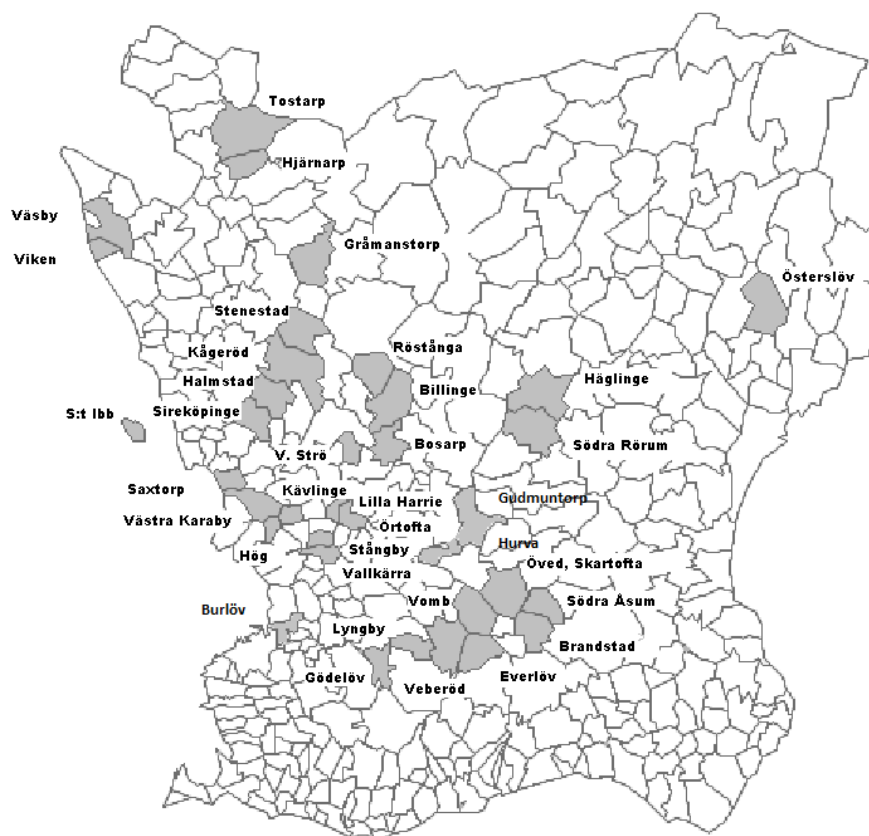 Tostarp
Hjärnarp
Väsby
Viken
Gråmanstorp
Österslöv
Stenestad
Kågeröd
Röstånga
Halmstad
Billinge
Häglinge
S:t Ibb
Sireköpinge
V. Strö
Bosarp
Södra Rörum
Saxtorp
Kävlinge
Lilla Harrie
Gudmuntorp
Västra Karaby
Örtofta
Hög
Stångby
Hurva
Vallkärra
Öved, Skartofta
Burlöv
Vomb
Södra Åsum
Lyngby
Brandstad
Gödelöv
Veberöd
Everlöv